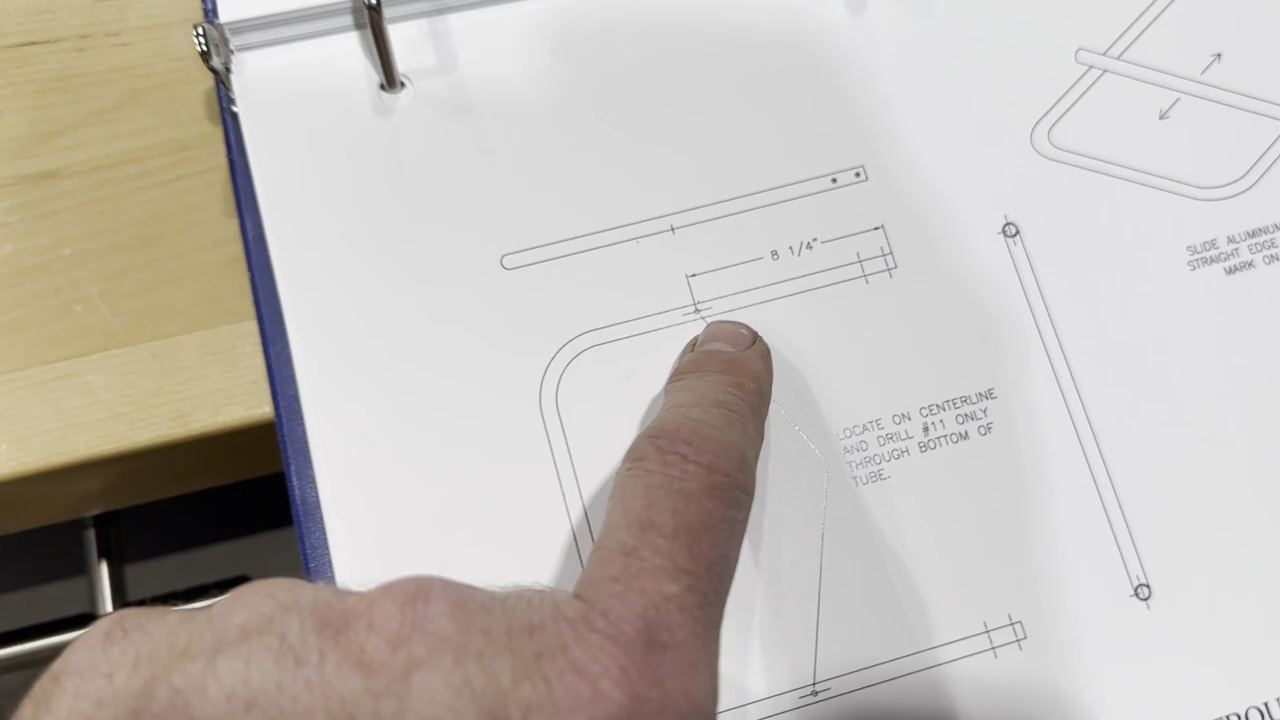 8 1/4"
LOCATE ON CENTERLINE
AND DRILL #11 ONLY
THROUGH BOTTOM OF
TUBE.
SLIDE ALUMINUM
STRAIGHT EDGE
MARK ON